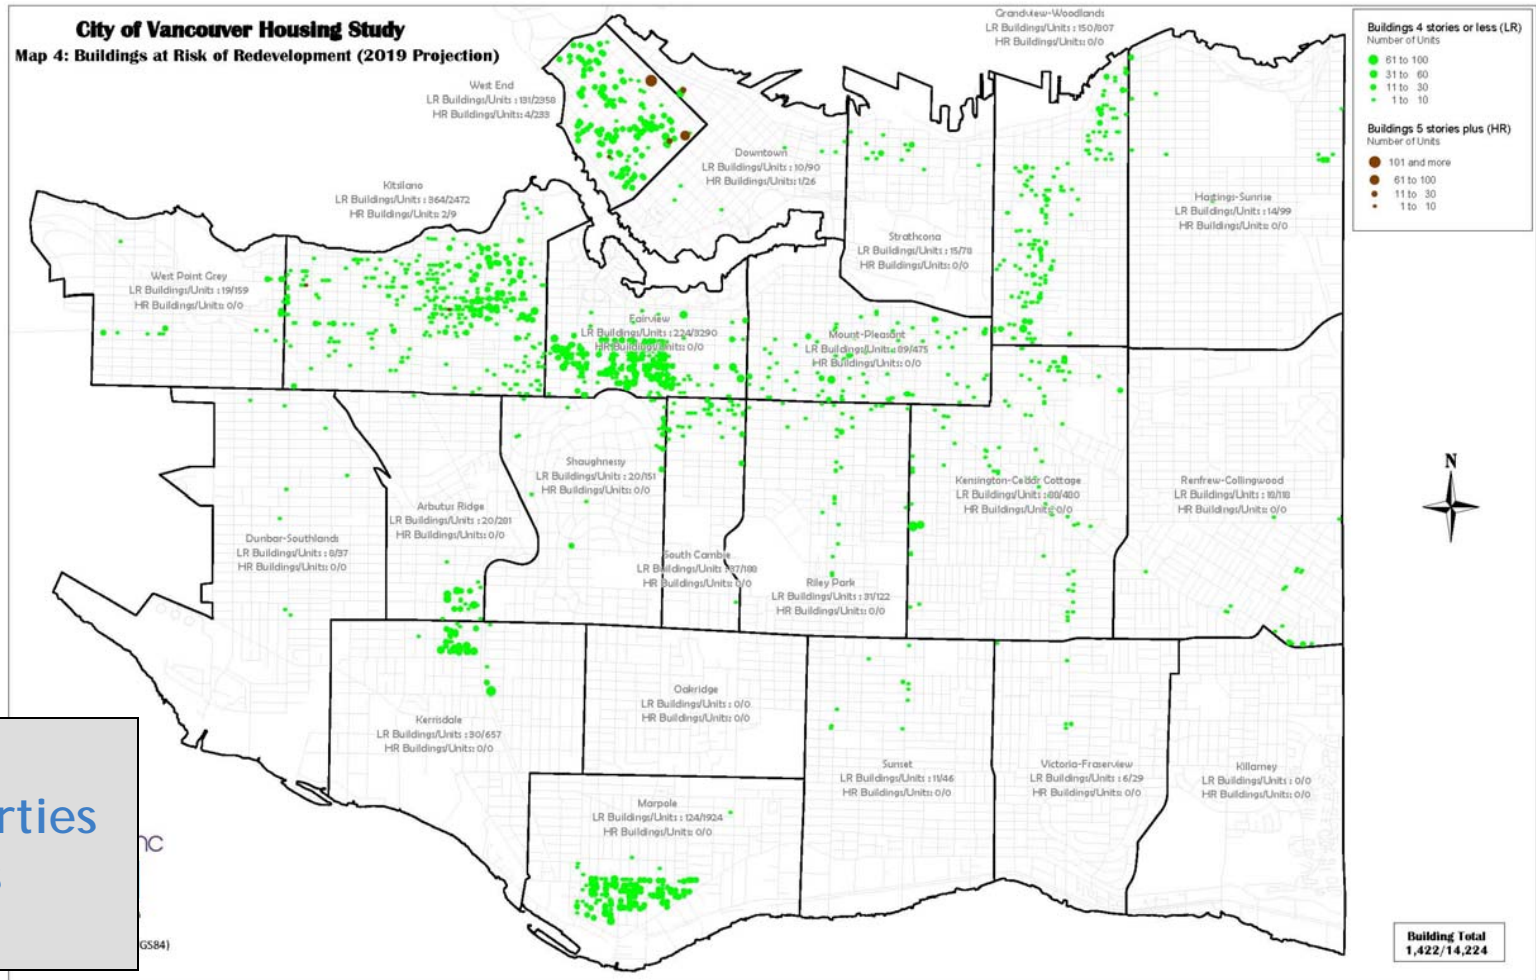 City of Vancouver Housing Study
Map 4: Buildings at Risk of Redevelopment (2019 Projection)
Grandview-Woodlands
LR Buildings/Units : 150/807
HR Buildings/Units: 0/0
West End
LR Buildings/Units : 131/2358
HR Buildings/Units: 4/233
Downtown
LR Buildings/Units : 10/90
HR Buildings/Units: 1/26
Kitsilano
LR Buildings/Units : 364/2472
HR Buildings/Units: 2/9
Hastings-Sunrise
LR Buildings/Units : 14/99
HR Buildings/Units: 0/0
Strathcona
LR Buildings/Units : 15/78
HR Buildings/Units: 0/0
West Point Grey
LR Buildings/Units : 19/159
HR Buildings/Units: 0/0
Fairview
LR Buildings/Units : 224/3290
HR Buildings/Units: 0/0
Mount-Pleasant
LR Buildings/Units : 89/475
HR Buildings/Units: 0/0
Shaughnessy
LR Buildings/Units : 20/151
HR Buildings/Units: 0/0
Kensington-Cedar Cottage
LR Buildings/Units : 88/480
HR Buildings/Units: 0/0
Renfrew-Collingwood
LR Buildings/Units : 18/118
HR Buildings/Units: 0/0
Arbutus Ridge
LR Buildings/Units : 20/281
HR Buildings/Units: 0/0
Dunbar-Southlands
LR Buildings/Units : 8/37
HR Buildings/Units: 0/0
South Cambie
LR Buildings/Units : 37/188
HR Buildings/Units: 0/0
Riley Park
LR Buildings/Units : 31/122
HR Buildings/Units: 0/0
Oakridge
LR Buildings/Units : 0/0
HR Buildings/Units: 0/0
Kerrisdale
LR Buildings/Units : 30/657
HR Buildings/Units: 0/0
Sunset
LR Buildings/Units : 11/46
HR Buildings/Units: 0/0
Victoria-Fraserview
LR Buildings/Units : 6/29
HR Buildings/Units: 0/0
Killarney
LR Buildings/Units : 0/0
HR Buildings/Units: 0/0
Marpole
LR Buildings/Units : 124/1924
HR Buildings/Units: 0/0
Buildings 4 stories or less (LR)
Number of Units
61 to 100
31 to 60
11 to 30
1 to 10
Buildings 5 stories plus (HR)
Number of Units
101 and more
61 to 100
11 to 30
1 to 10
N
rties
nc
GS84)
Building Total
1,422/14,224